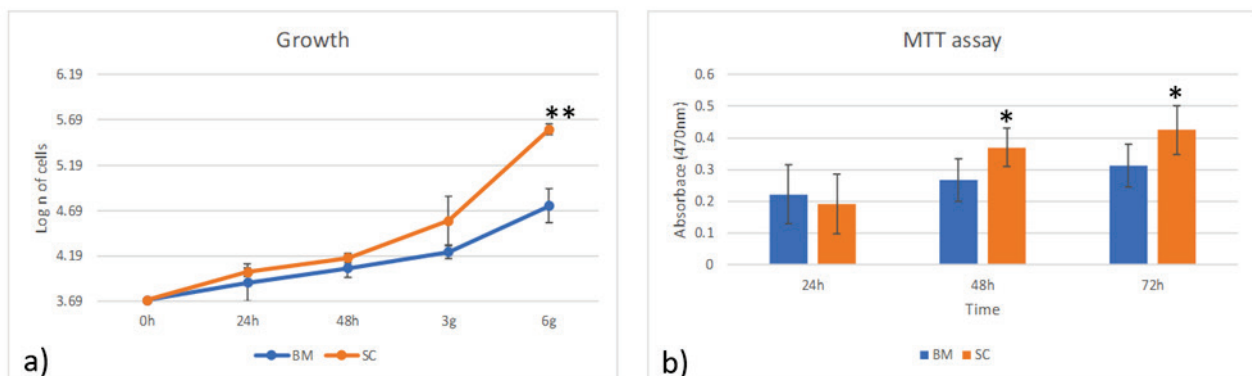 Growth
6.19
5.69
5.19
4.69
4.19
3.69
Log n of cells
**
0h 24h 48h 3g 6g
BM SC
a)
MTT assay
0.6
0.5
0.4
0.3
0.2
0.1
0
Absorbace (470nm)
* *
24h 48h 72h
Time
BM SC
b)